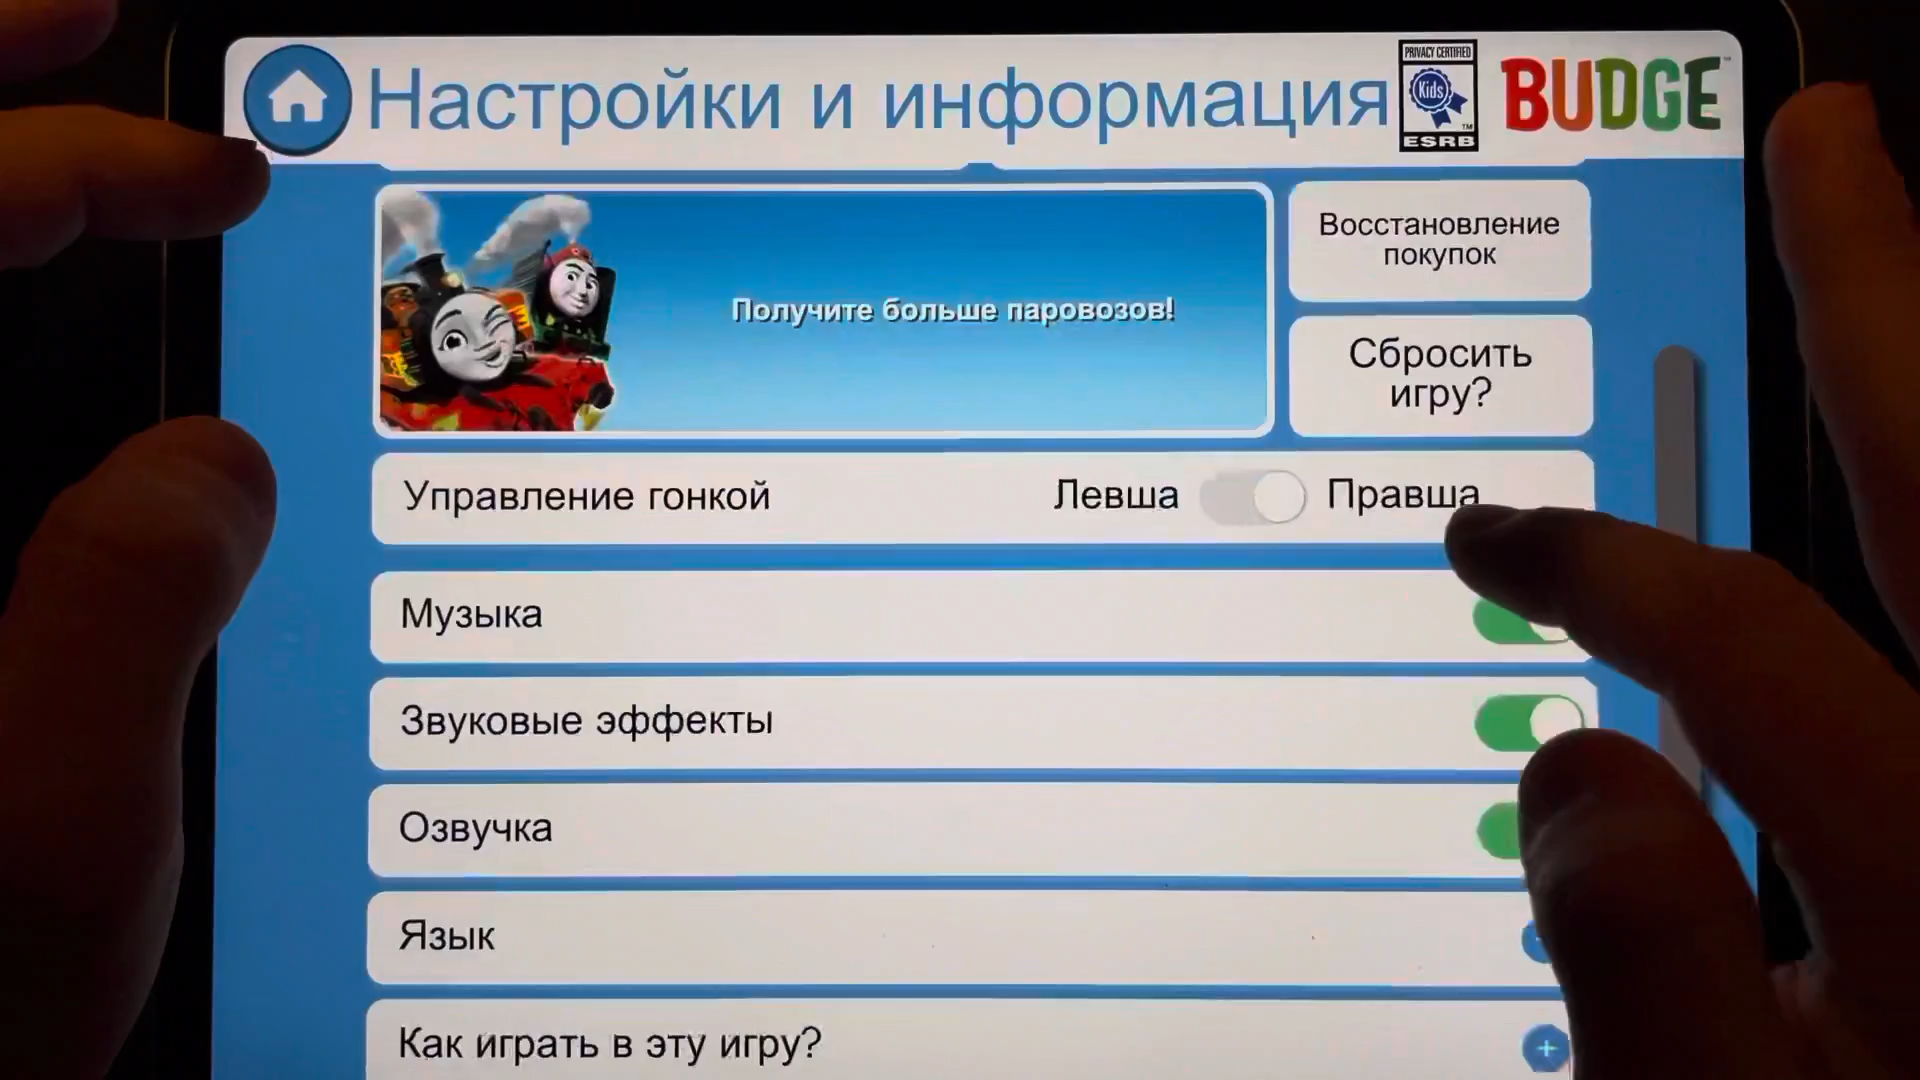 Настройки и информация
PRIVACY CERTIFIED
Kids
ESRB
BUDGE
Получите больше паровозов!
Восстановление
покупок
Сбросить
игру?
Управление гонкой
Левша
Правша
Музыка
Звуковые эффекты
Озвучка
Язык
Как играть в эту игру?